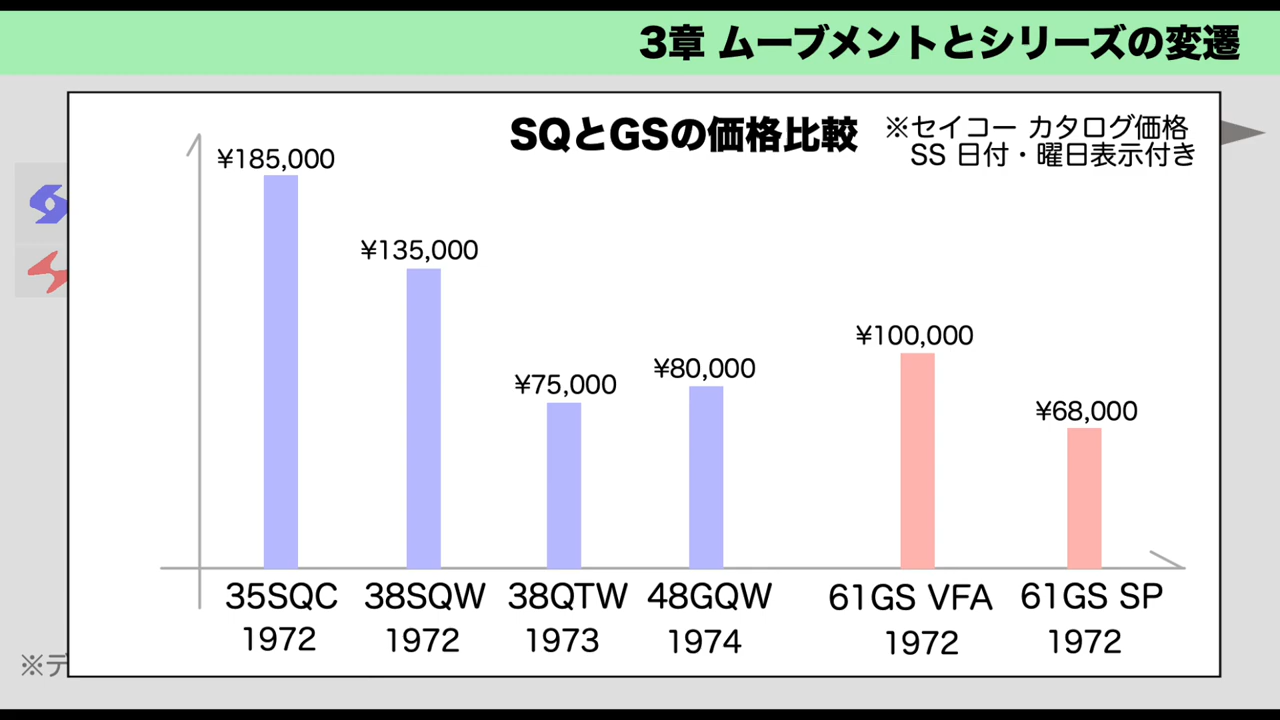 3章 ムーブメントとシリーズの変遷
SQとGSの価格比較
※セイコー カタログ価格
SS 日付・曜日表示付き
¥185,000
¥135,000
¥75,000
¥80,000
¥100,000
¥68,000
35SQC 38SQW 38QTW 48GQW 61GS VFA 61GS SP
1972 1972 1973 1974 1972 1972
※デ